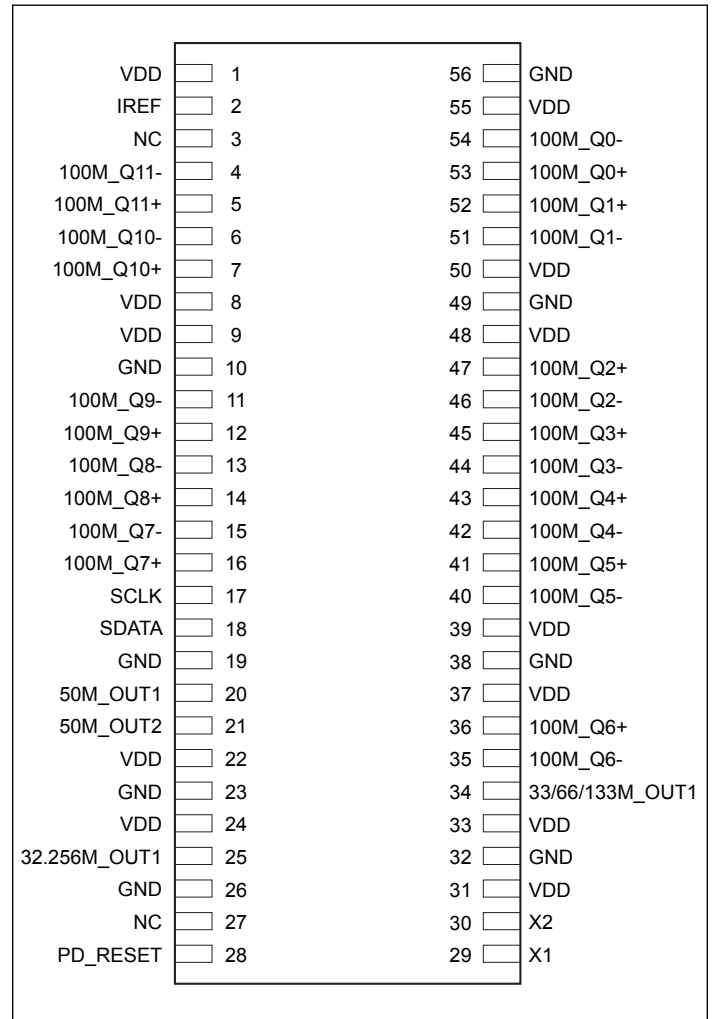 VDD 1 56 GND
IREF 2 55 VDD
NC 3 54 100M_Q0-
100M_Q11- 4 53 100M_Q0+
100M_Q11+ 5 52 100M_Q1+
100M_Q10- 6 51 100M_Q1-
100M_Q10+ 7 50 VDD
VDD 8 49 GND
VDD 9 48 VDD
GND 10 47 100M_Q2+
100M_Q9- 11 46 100M_Q2-
100M_Q9+ 12 45 100M_Q3+
100M_Q8- 13 44 100M_Q3-
100M_Q8+ 14 43 100M_Q4+
100M_Q7- 15 42 100M_Q4-
100M_Q7+ 16 41 100M_Q5+
SCLK 17 40 100M_Q5-
SDATA 18 39 VDD
GND 19 38 GND
50M_OUT1 20 37 VDD
50M_OUT2 21 36 100M_Q6+
VDD 22 35 100M_Q6-
GND 23 34 33/66/133M_OUT1
VDD 24 33 VDD
32.256M_OUT1 25 32 GND
GND 26 31 VDD
NC 27 30 X2
PD_RESET 28 29 X1